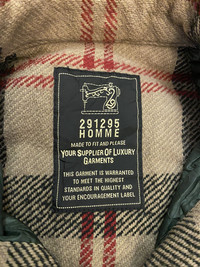 291295
HOMME
MADE TO FIT AND PLEASE
YOUR SUPPLIER OF LUXURY
GARMENTS
THIS GARMENT IS WARRANTED
TO MEET THE HIGHEST
STANDARDS IN QUALITY AND
YOUR ENCOURAGEMENT LABEL